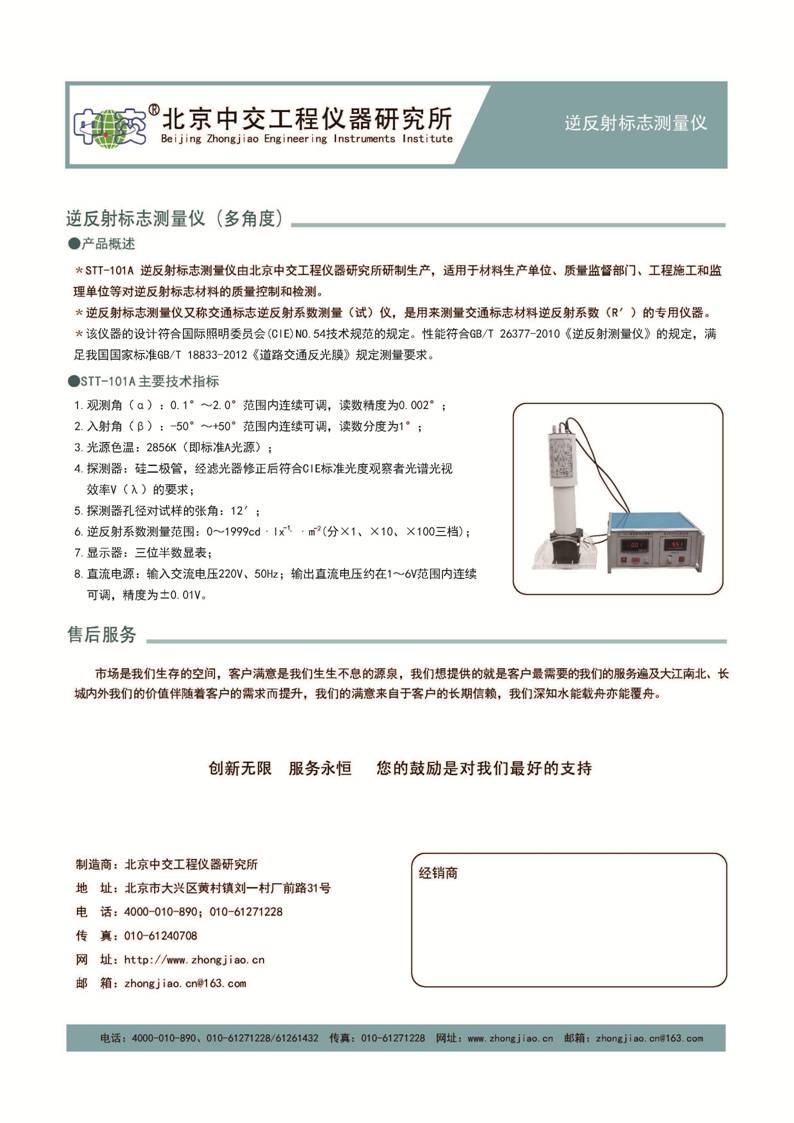 中交®北京中交工程仪器研究所
Beijing Zhongjiao Engineering Instruments Institute
逆反射标志测量仪
逆反射标志测量仪（多角度）
●产品概述
＊STT-101A 逆反射标志测量仪由北京中交工程仪器研究所研制生产，适用于材料生产单位、质量监督部门、工程施工和监
理单位等对逆反射标志材料的质量控制和检测。
＊逆反射标志测量仪又称交通标志逆反射系数测量（试）仪，是用来测量交通标志材料逆反射系数（R′）的专用仪器。
＊该仪器的设计符合国际照明委员会(CIE)NO.54技术规范的规定。性能符合GB/T 26377-2010《逆反射测量仪》的规定，满
足我国国家标准GB/T 18833-2012《道路交通反光膜》规定测量要求。
●STT-101A主要技术指标
1.观测角（α）：0.1°～2.0°范围内连续可调，读数精度为0.002°；
2.入射角（β）：-50°～+50°范围内连续可调，读数分度为1°；
3.光源色温：2856K（即标准A光源）；
4.探测器：硅二极管，经滤光器修正后符合CIE标准光度观察者光谱光视
效率V（λ）的要求；
5.探测器孔径对试样的张角：12′；
6.逆反射系数测量范围：0～1999cd·lx⁻¹·m⁻²(分×1、×10、×100三档)；
7.显示器：三位半数显表；
8.直流电源：输入交流电压220V、50Hz；输出直流电压约在1～6V范围内连续
可调，精度为±0.01V。
售后服务
市场是我们生存的空间，客户满意是我们生生不息的源泉，我们想提供的就是客户最需要的我们的服务遍及大江南北、长
城内外我们的价值伴随着客户的需求而提升，我们的满意来自于客户的长期信赖，我们深知水能载舟亦能覆舟。
创新无限 服务永恒 您的鼓励是对我们最好的支持
制造商：北京中交工程仪器研究所
地 址：北京市大兴区黄村镇刘一村厂前路31号
电 话：4000-010-890；010-61271228
传 真：010-61240708
网 址：http://www.zhongjiao.cn
邮 箱：zhongjiao.cn@163.com
经销商
电话：4000-010-890、010-61271228/61261432 传真：010-61271228 网址：www.zhongjiao.cn 邮箱：zhongjiao.cn@163.com